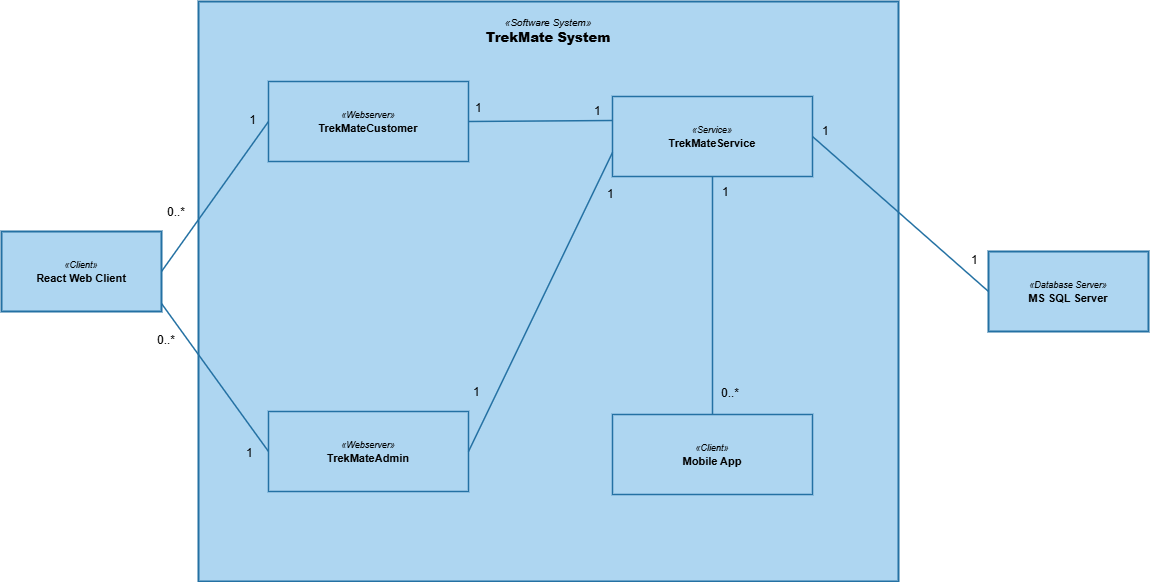 «Software System»
TrekMate System
«Webserver»
TrekMateCustomer
1
1
1
«Service»
TrekMateService
1
1
1
0..*
«Client»
React Web Client
0..*
1
«Database Server»
MS SQL Server
1
0..*
1
«Webserver»
TrekMateAdmin
«Client»
Mobile App